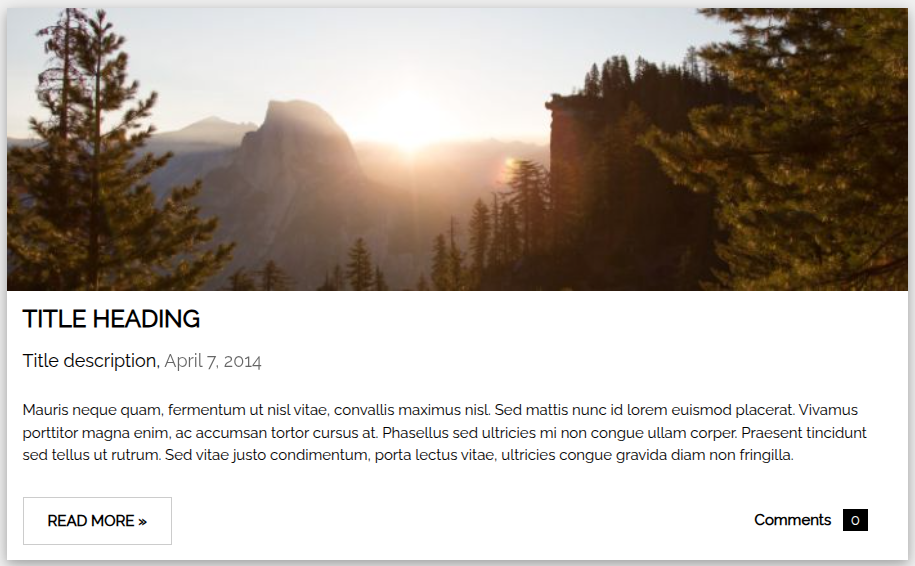 TITLE HEADING
Title description, April 7, 2014
Mauris neque quam, fermentum ut nisl vitae, convallis maximus nisl. Sed mattis nunc id lorem euismod placerat. Vivamus
porttitor magna enim, ac accumsan tortor cursus at. Phasellus sed ultricies mi non congue ullam corper. Praesent tincidunt
sed tellus ut rutrum. Sed vitae justo condimentum, porta lectus vitae, ultricies congue gravida diam non fringilla.
READ MORE »
Comments 0